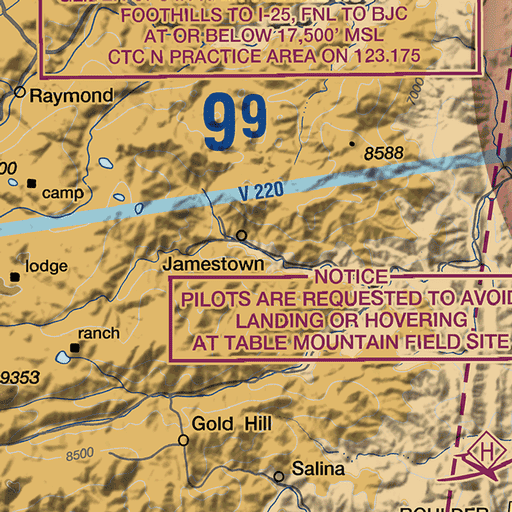 FOOTHILLS TO I-25, FNL TO BJC
AT OR BELOW 17,500' MSL
CTC N PRACTICE AREA ON 123.175
Raymond
99
7000
8588
camp
V 220
Jamestown
lodge
NOTICE
PILOTS ARE REQUESTED TO AVOID
LANDING OR HOVERING
AT TABLE MOUNTAIN FIELD SITE
ranch
9353
Gold Hill
8500
H
Salina